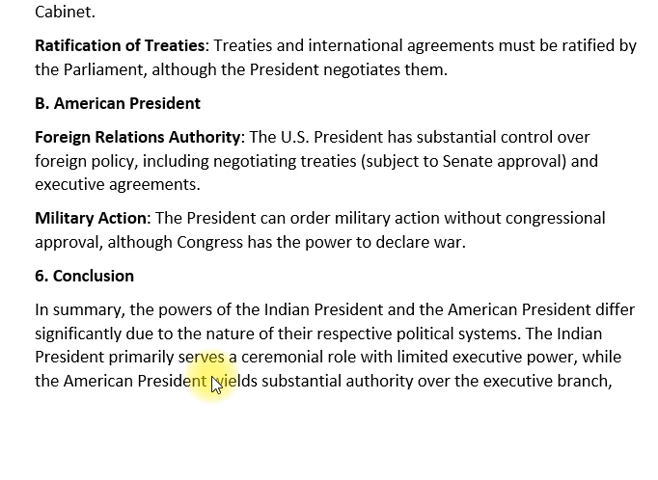 Cabinet.
Ratification of Treaties: Treaties and international agreements must be ratified by
the Parliament, although the President negotiates them.
B. American President
Foreign Relations Authority: The U.S. President has substantial control over
foreign policy, including negotiating treaties (subject to Senate approval) and
executive agreements.
Military Action: The President can order military action without congressional
approval, although Congress has the power to declare war.
6. Conclusion
In summary, the powers of the Indian President and the American President differ
significantly due to the nature of their respective political systems. The Indian
President primarily serves a ceremonial role with limited executive power, while
the American President wields substantial authority over the executive branch,